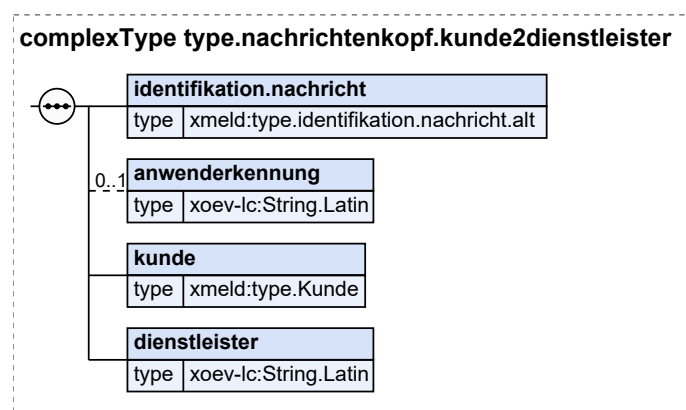 complexType type.nachrichtenkopf.kunde2dienstleister
identifikation.nachricht
type xmeld:type.identifikation.nachricht.alt
0..1
anwenderkennung
type xoev-lc:String.Latin
kunde
type xmeld:type.Kunde
dienstleister
type xoev-lc:String.Latin